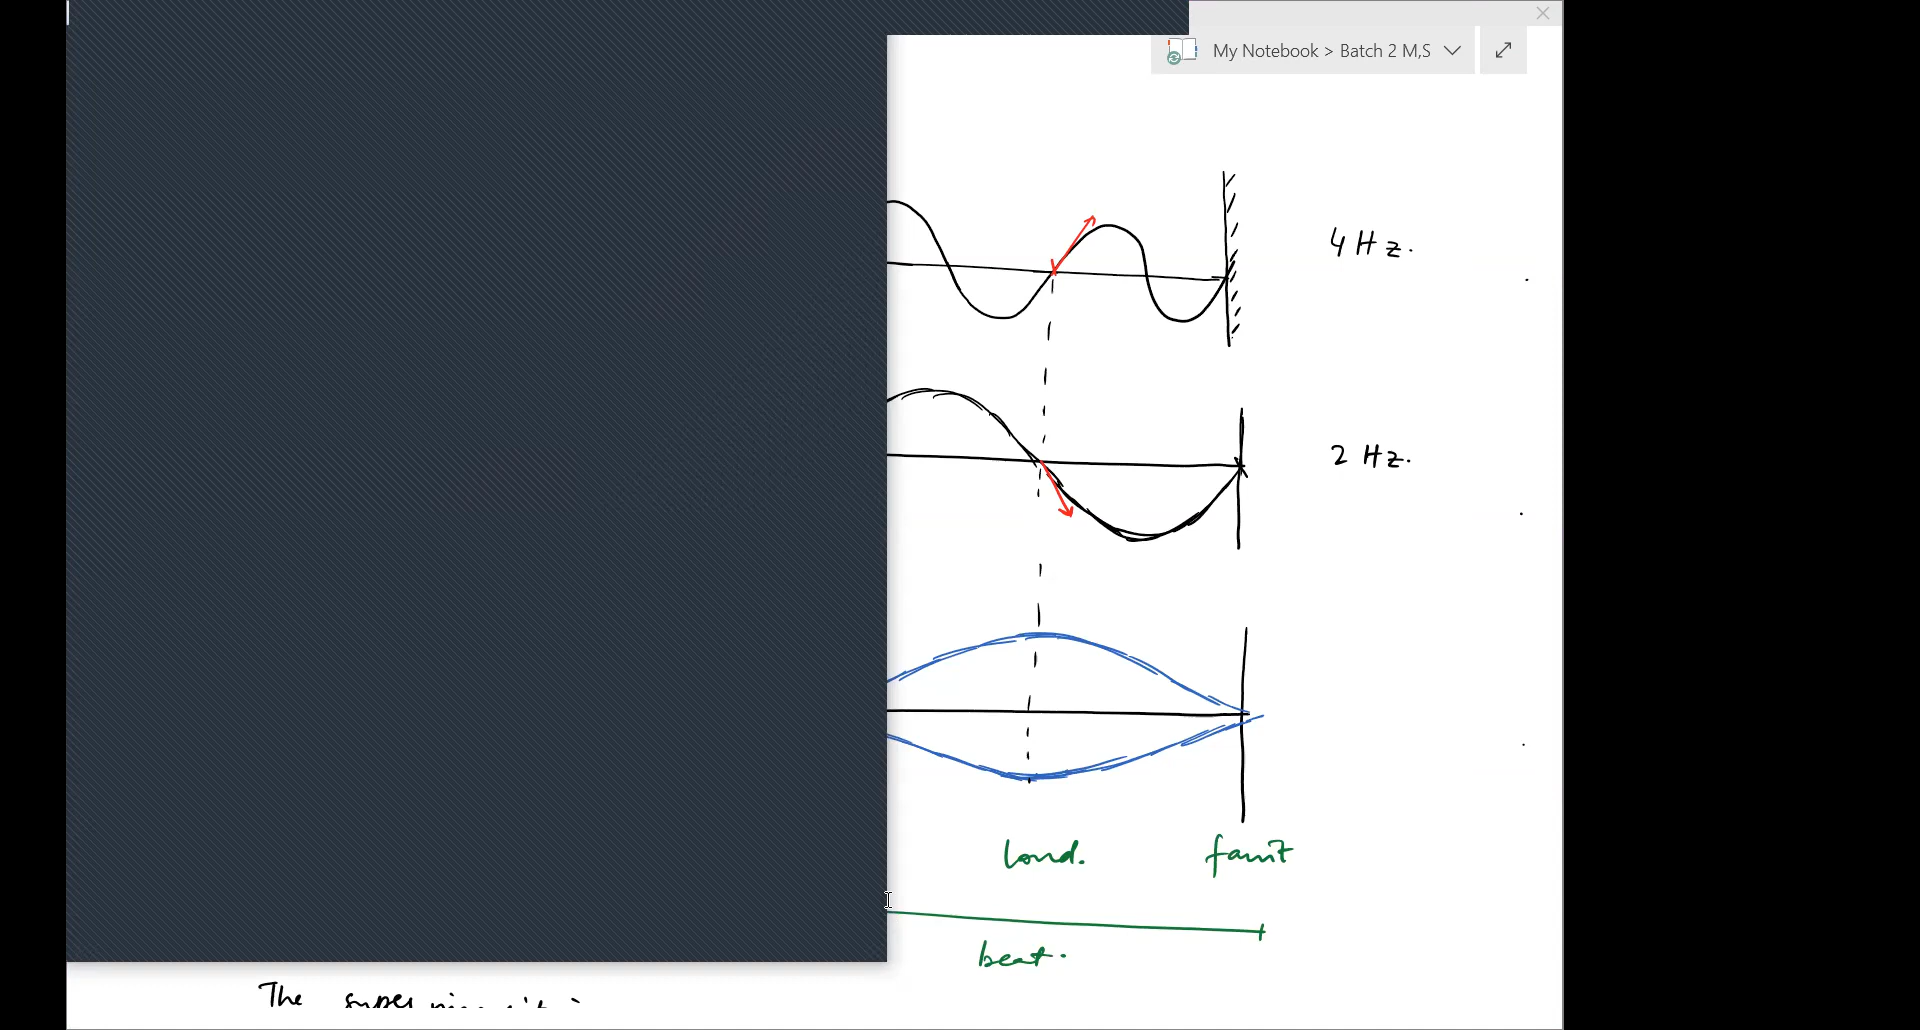 My Notebook > Batch 2 M,S
4 Hz.
2 Hz.
loud. faint
beat.
The